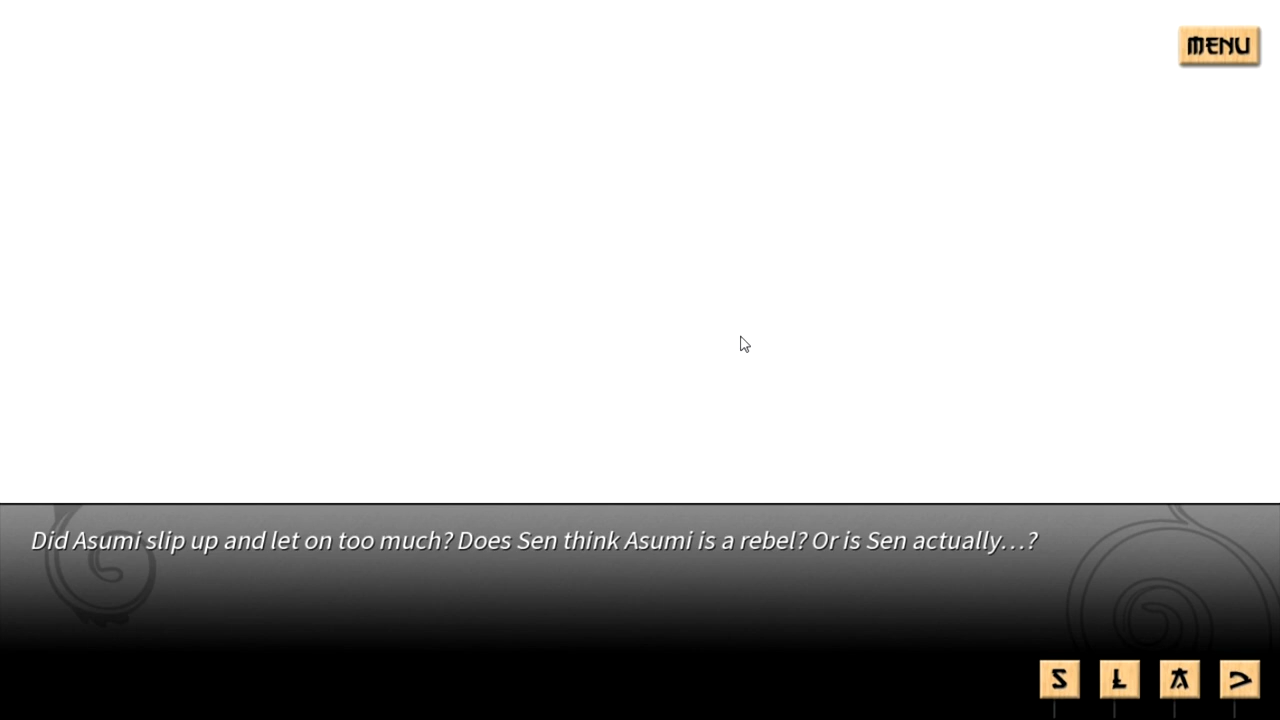 MENU
Did Asumi slip up and let on too much? Does Sen think Asumi is a rebel? Or is Sen actually…?
S L A >